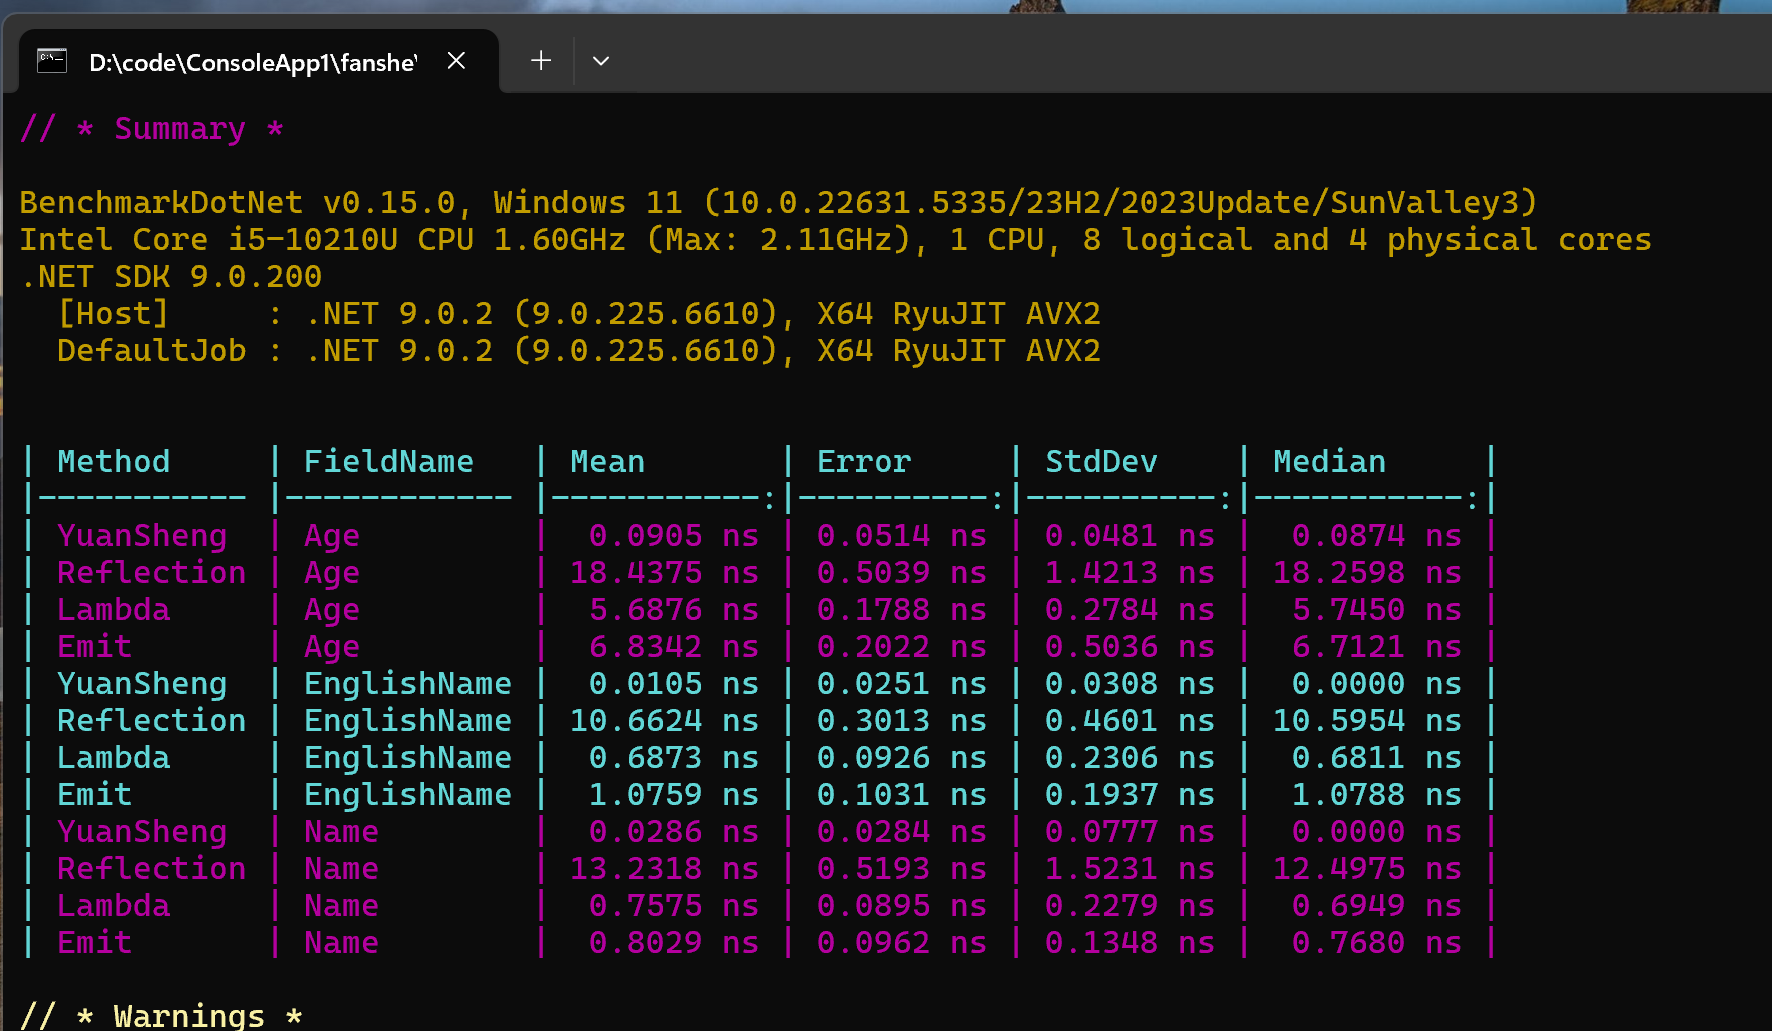 D:\code\ConsoleApp1\fanshe\
// * Summary *
BenchmarkDotNet v0.15.0, Windows 11 (10.0.22631.5335/23H2/2023Update/SunValley3)
Intel Core i5-10210U CPU 1.60GHz (Max: 2.11GHz), 1 CPU, 8 logical and 4 physical cores
.NET SDK 9.0.200
  [Host]     : .NET 9.0.2 (9.0.225.6610), X64 RyuJIT AVX2
  DefaultJob : .NET 9.0.2 (9.0.225.6610), X64 RyuJIT AVX2
| Method     | FieldName   | Mean       | Error     | StdDev    | Median     |
|----------- |------------ |-----------:|----------:|----------:|-----------:|
| YuanSheng  | Age         |  0.0905 ns | 0.0514 ns | 0.0481 ns |  0.0874 ns |
| Reflection | Age         | 18.4375 ns | 0.5039 ns | 1.4213 ns | 18.2598 ns |
| Lambda     | Age         |  5.6876 ns | 0.1788 ns | 0.2784 ns |  5.7450 ns |
| Emit       | Age         |  6.8342 ns | 0.2022 ns | 0.5036 ns |  6.7121 ns |
| YuanSheng  | EnglishName |  0.0105 ns | 0.0251 ns | 0.0308 ns |  0.0000 ns |
| Reflection | EnglishName | 10.6624 ns | 0.3013 ns | 0.4601 ns | 10.5954 ns |
| Lambda     | EnglishName |  0.6873 ns | 0.0926 ns | 0.2306 ns |  0.6811 ns |
| Emit       | EnglishName |  1.0759 ns | 0.1031 ns | 0.1937 ns |  1.0788 ns |
| YuanSheng  | Name        |  0.0286 ns | 0.0284 ns | 0.0777 ns |  0.0000 ns |
| Reflection | Name        | 13.2318 ns | 0.5193 ns | 1.5231 ns | 12.4975 ns |
| Lambda     | Name        |  0.7575 ns | 0.0895 ns | 0.2279 ns |  0.6949 ns |
| Emit       | Name        |  0.8029 ns | 0.0962 ns | 0.1348 ns |  0.7680 ns |
// * Warnings *